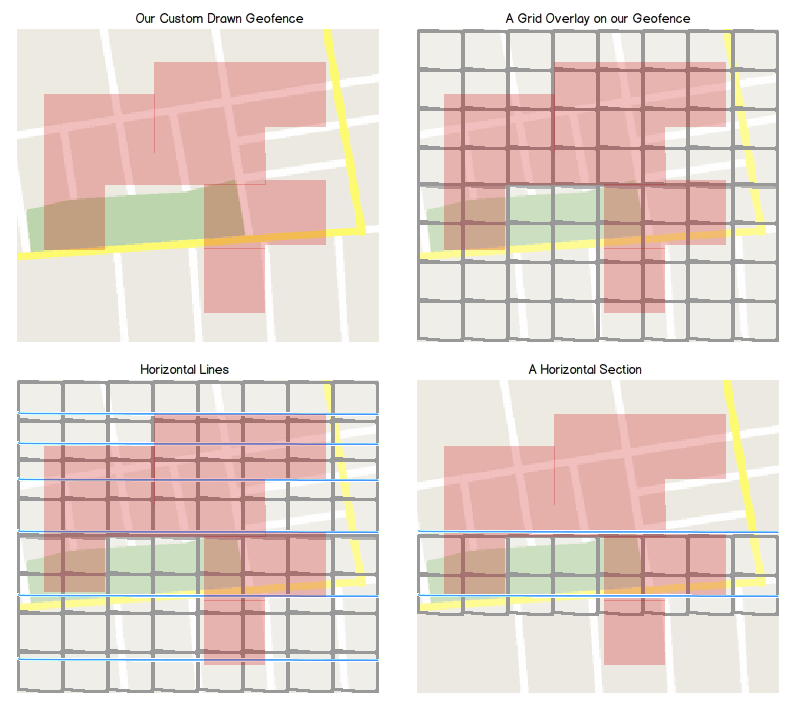 Our Custom Drawn Geofence
A Grid Overlay on our Geofence
Horizontal Lines
A Horizontal Section